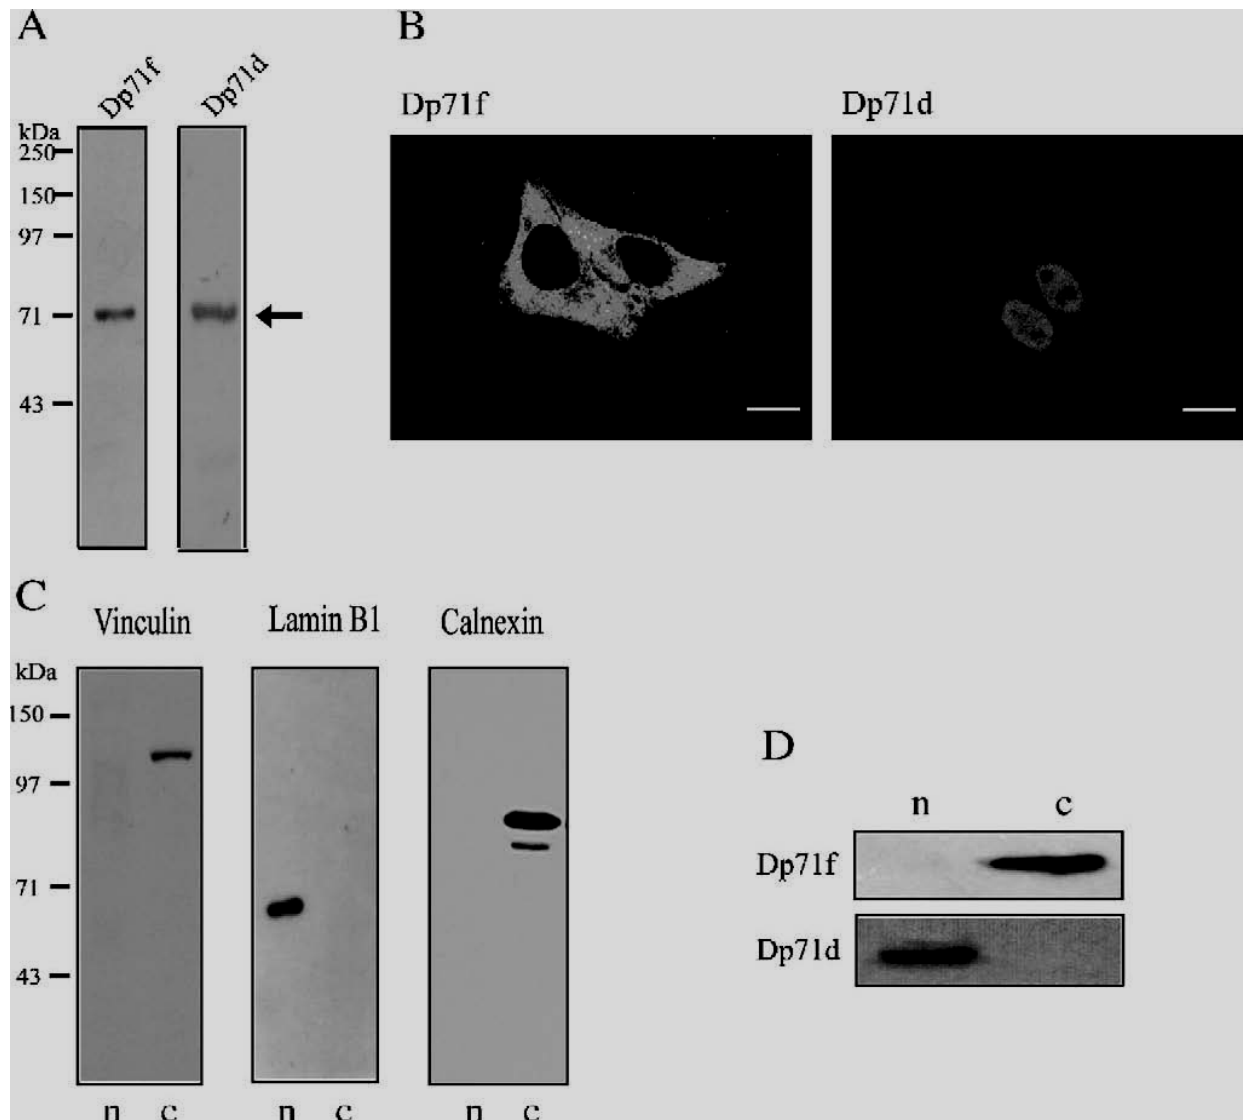 A
Dp71f
Dp71d
kDa
250
150
97
71
43
B
Dp71f
Dp71d
C
Vinculin
Lamin B1
Calnexin
kDa
150
97
71
43
n
c
n
c
n
c
D
n
c
Dp71f
Dp71d